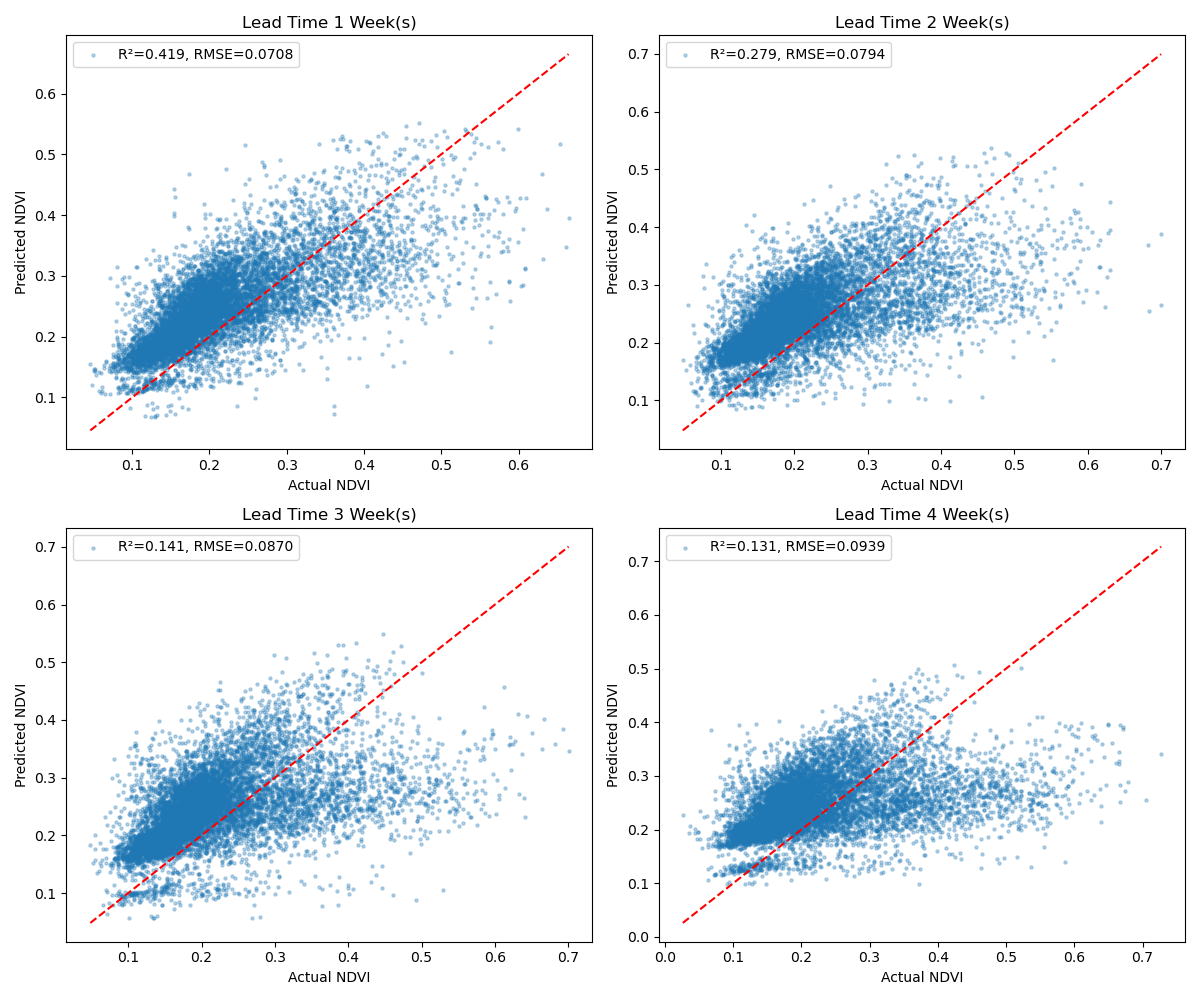 Lead Time 1 Week(s)
R²=0.419, RMSE=0.0708
Predicted NDVI
0.6
0.5
0.4
0.3
0.2
0.1
0.1 0.2 0.3 0.4 0.5 0.6
Actual NDVI
Lead Time 2 Week(s)
R²=0.279, RMSE=0.0794
Predicted NDVI
0.7
0.6
0.5
0.4
0.3
0.2
0.1
0.1 0.2 0.3 0.4 0.5 0.6 0.7
Actual NDVI
Lead Time 3 Week(s)
R²=0.141, RMSE=0.0870
Predicted NDVI
0.7
0.6
0.5
0.4
0.3
0.2
0.1
0.1 0.2 0.3 0.4 0.5 0.6 0.7
Actual NDVI
Lead Time 4 Week(s)
R²=0.131, RMSE=0.0939
Predicted NDVI
0.7
0.6
0.5
0.4
0.3
0.2
0.1
0.0
0.0 0.1 0.2 0.3 0.4 0.5 0.6 0.7
Actual NDVI